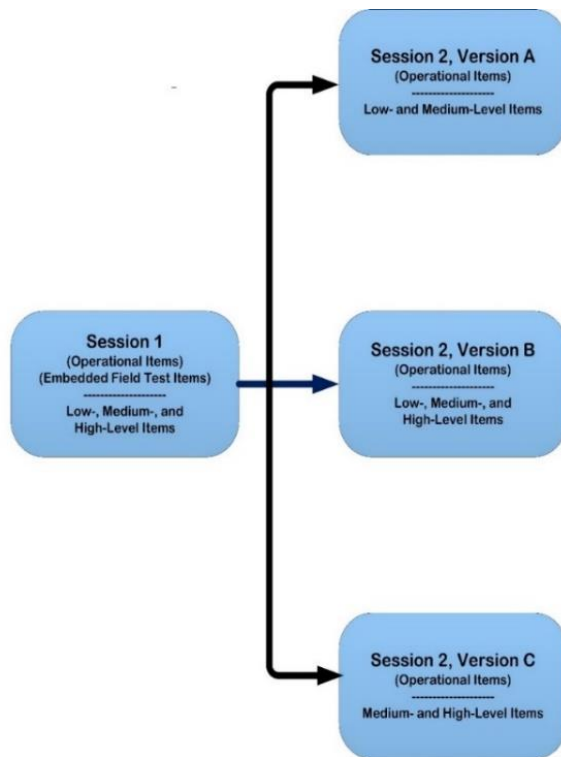 Session 2, Version A
(Operational Items)
--------------------
Low- and Medium-Level Items
Session 1
(Operational Items)
(Embedded Field Test Items)
--------------------
Low-, Medium-, and
High-Level Items
Session 2, Version B
(Operational Items)
--------------------
Low-, Medium-, and
High-Level Items
Session 2, Version C
(Operational Items)
--------------------
Medium- and High-Level Items